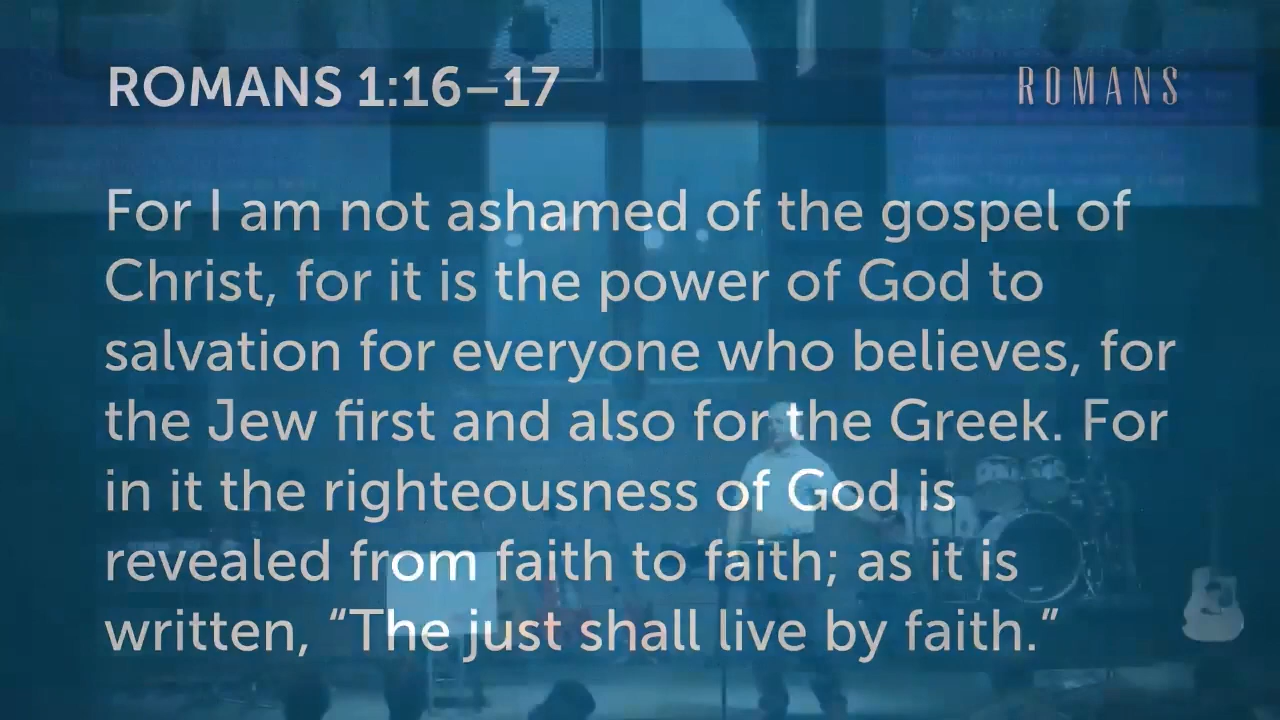 ROMANS 1:16–17
ROMANS
For I am not ashamed of the gospel of
Christ, for it is the power of God to
salvation for everyone who believes, for
the Jew first and also for the Greek. For
in it the righteousness of God is
revealed from faith to faith; as it is
written, “The just shall live by faith.”